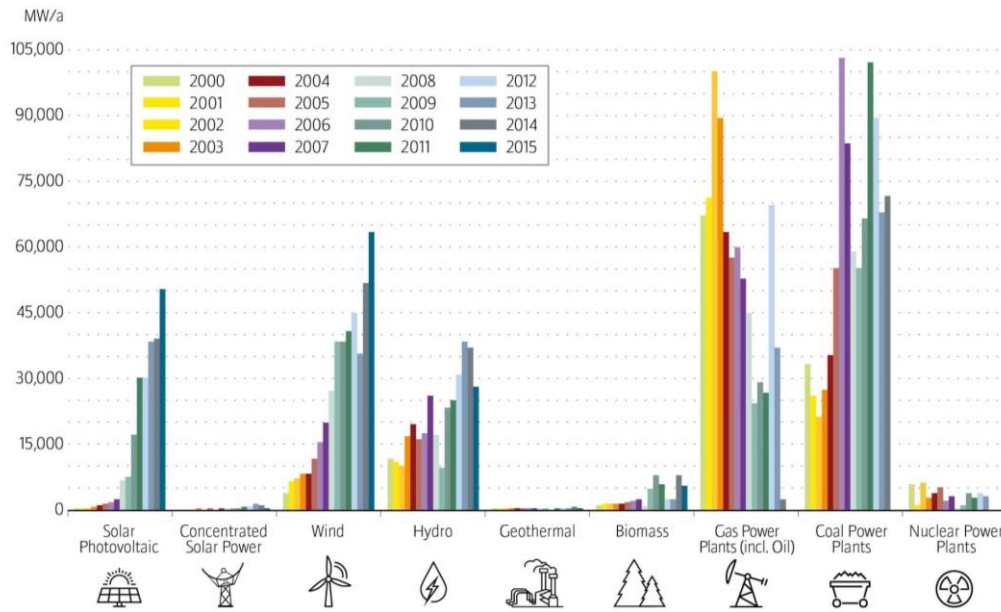 MW/a
105,000
90,000
75,000
60,000
45,000
30,000
15,000
0
2000 2004 2008 2012
2001 2005 2009 2013
2002 2006 2010 2014
2003 2007 2011 2015
Solar Photovoltaic
Concentrated Solar Power
Wind
Hydro
Geothermal
Biomass
Gas Power Plants (incl. Oil)
Coal Power Plants
Nuclear Power Plants